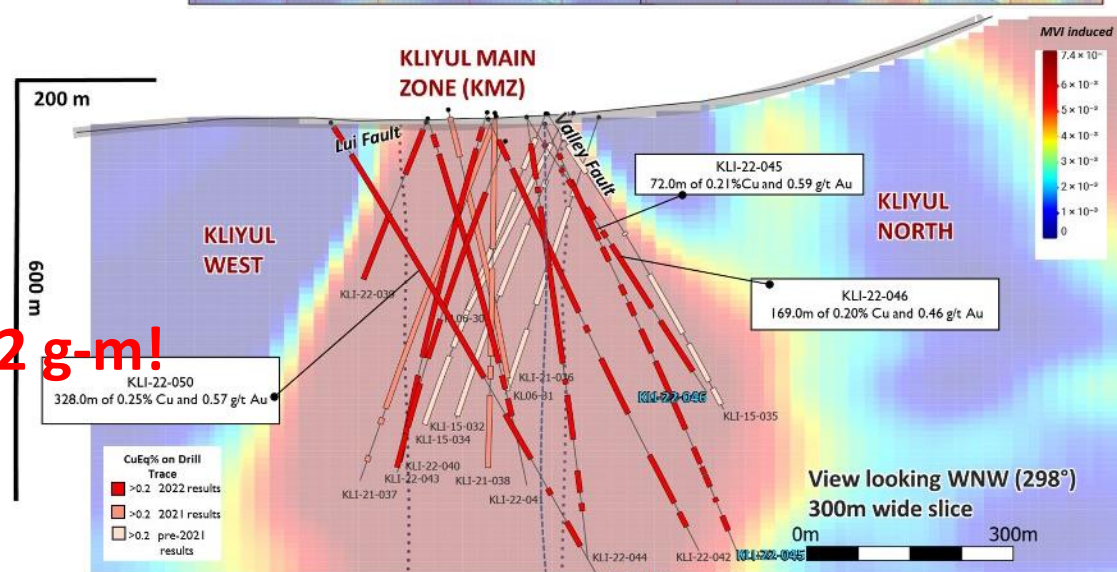 MVI induced
7.4 × 10⁻
6 × 10⁻³
5 × 10⁻³
4 × 10⁻³
3 × 10⁻³
2 × 10⁻³
1 × 10⁻³
0
KLIYUL MAIN
ZONE (KMZ)
200 m
600 m
Lui Fault
Valley Fault
KLI-22-045
72.0m of 0.21%Cu and 0.59 g/t Au
KLIYUL
WEST
KLIYUL
NORTH
KLI-22-046
169.0m of 0.20% Cu and 0.46 g/t Au
2 g-m!
KLI-22-050
328.0m of 0.25% Cu and 0.57 g/t Au
KLI-22-039
KL06-30
KLI-21-036
KL06-31
KLI-22-046
KLI-15-035
KLI-15-032
KLI-15-034
KLI-22-040
KLI-22-043
KLI-21-037
KLI-21-038
KLI-22-041
KLI-22-044
KLI-22-042
KLI-22-045
CuEq% on Drill
Trace
>0.2 2022 results
>0.2 2021 results
>0.2 pre-2021
results
View looking WNW (298°)
300m wide slice
0m 300m